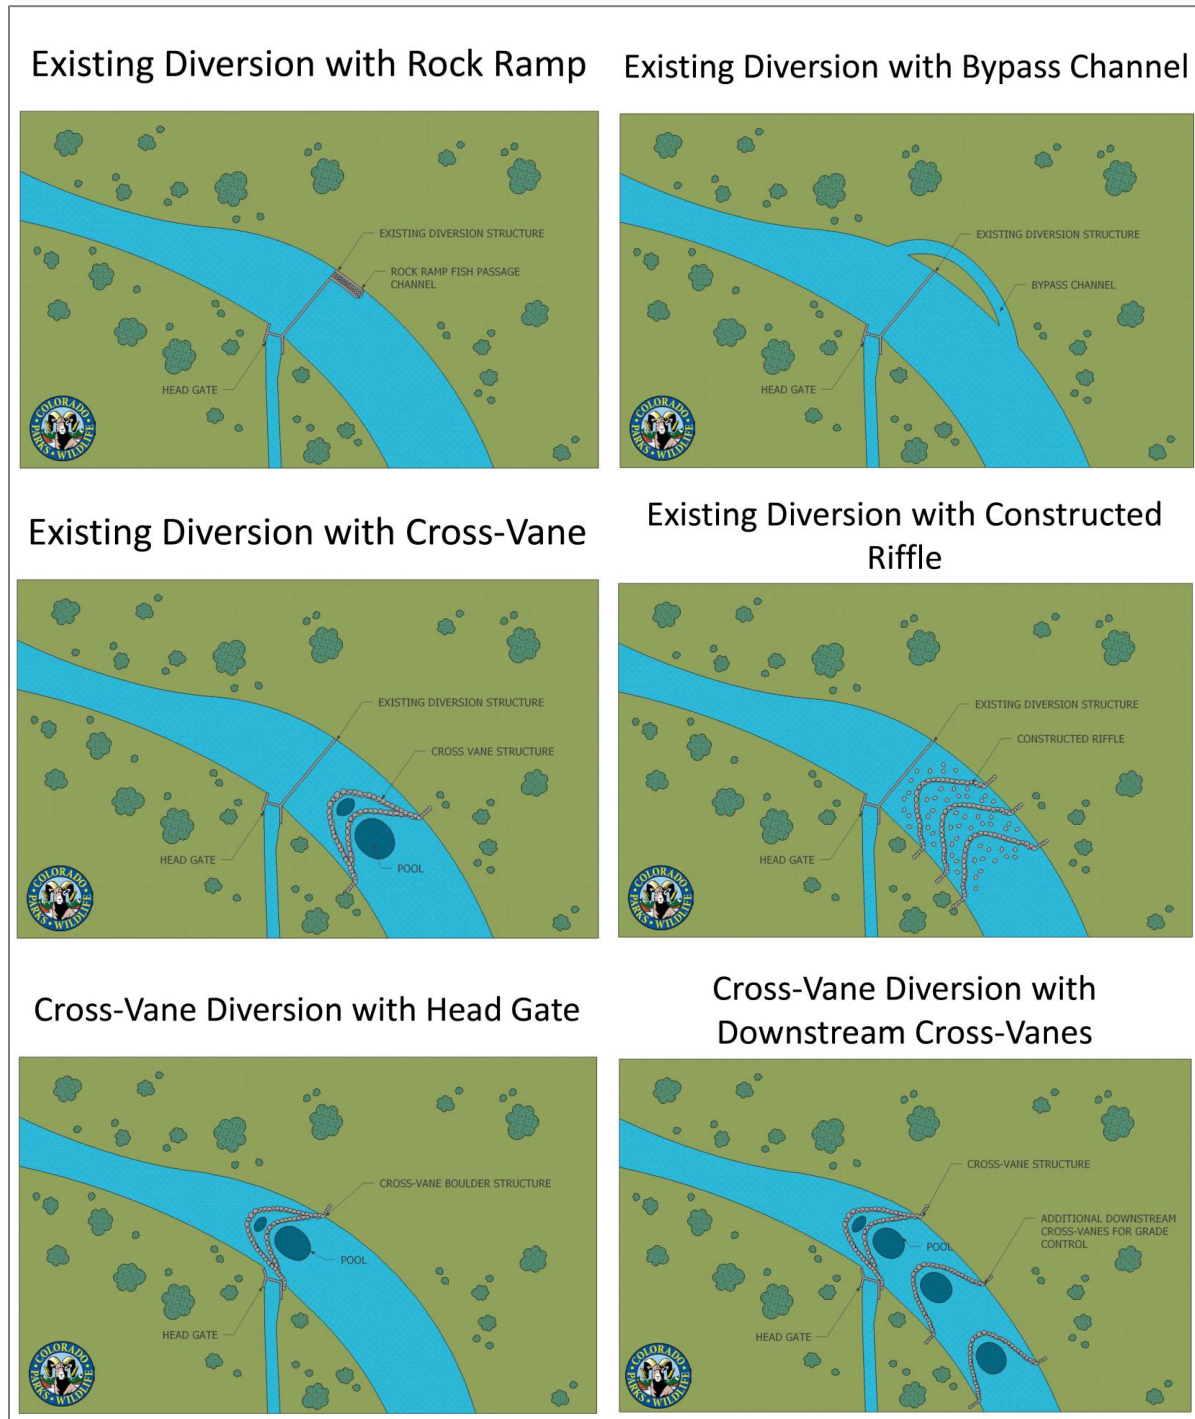 Existing Diversion with Rock Ramp
EXISTING DIVERSION STRUCTURE
ROCK RAMP FISH PASSAGE
CHANNEL
HEAD GATE
COLORADO
PARKS • WILDLIFE
Existing Diversion with Bypass Channel
EXISTING DIVERSION STRUCTURE
BYPASS CHANNEL
HEAD GATE
COLORADO
PARKS • WILDLIFE
Existing Diversion with Cross-Vane
EXISTING DIVERSION STRUCTURE
CROSS VANE STRUCTURE
HEAD GATE
POOL
COLORADO
PARKS • WILDLIFE
Existing Diversion with Constructed
Riffle
EXISTING DIVERSION STRUCTURE
CONSTRUCTED RIFFLE
HEAD GATE
COLORADO
PARKS • WILDLIFE
Cross-Vane Diversion with Head Gate
CROSS-VANE BOULDER STRUCTURE
POOL
HEAD GATE
COLORADO
PARKS • WILDLIFE
Cross-Vane Diversion with
Downstream Cross-Vanes
CROSS-VANE STRUCTURE
ADDITIONAL DOWNSTREAM
CROSS-VANES FOR GRADE
CONTROL
POOL
HEAD GATE
COLORADO
PARKS • WILDLIFE